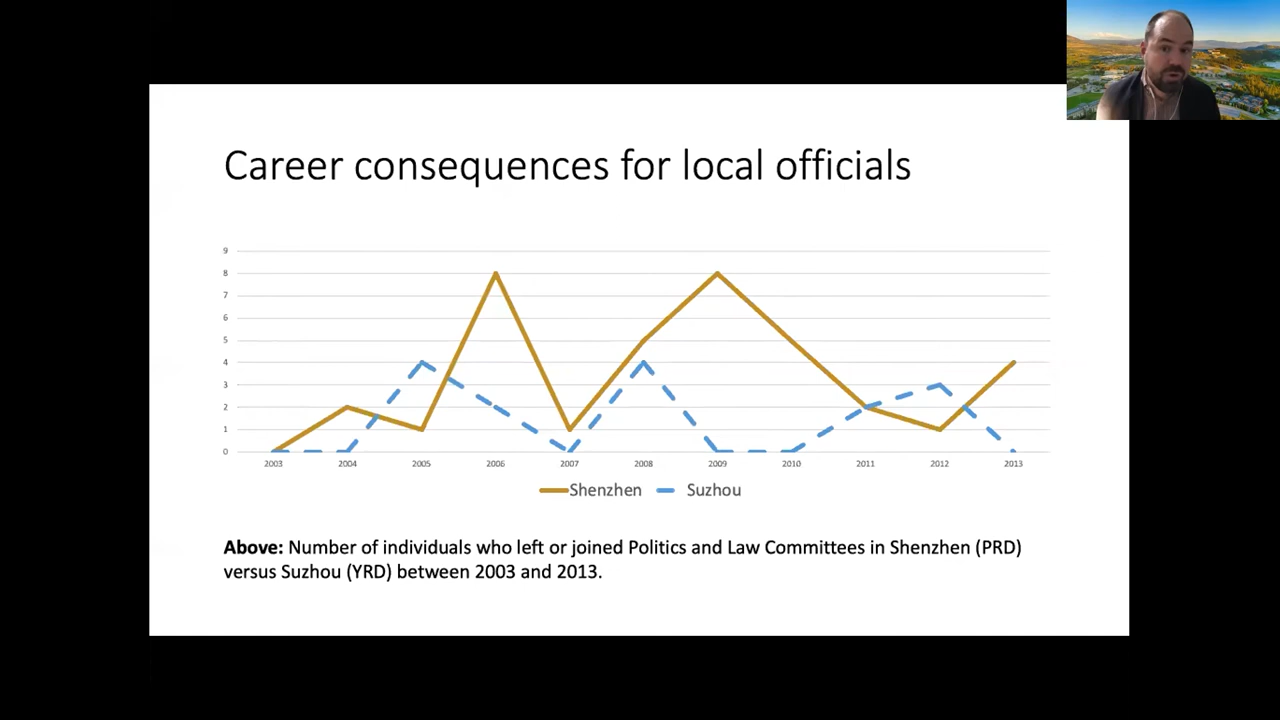 Career consequences for local officials
9
8
7
6
5
4
3
2
1
0
2003 2004 2005 2006 2007 2008 2009 2010 2011 2012 2013
Shenzhen Suzhou
Above: Number of individuals who left or joined Politics and Law Committees in Shenzhen (PRD)
versus Suzhou (YRD) between 2003 and 2013.